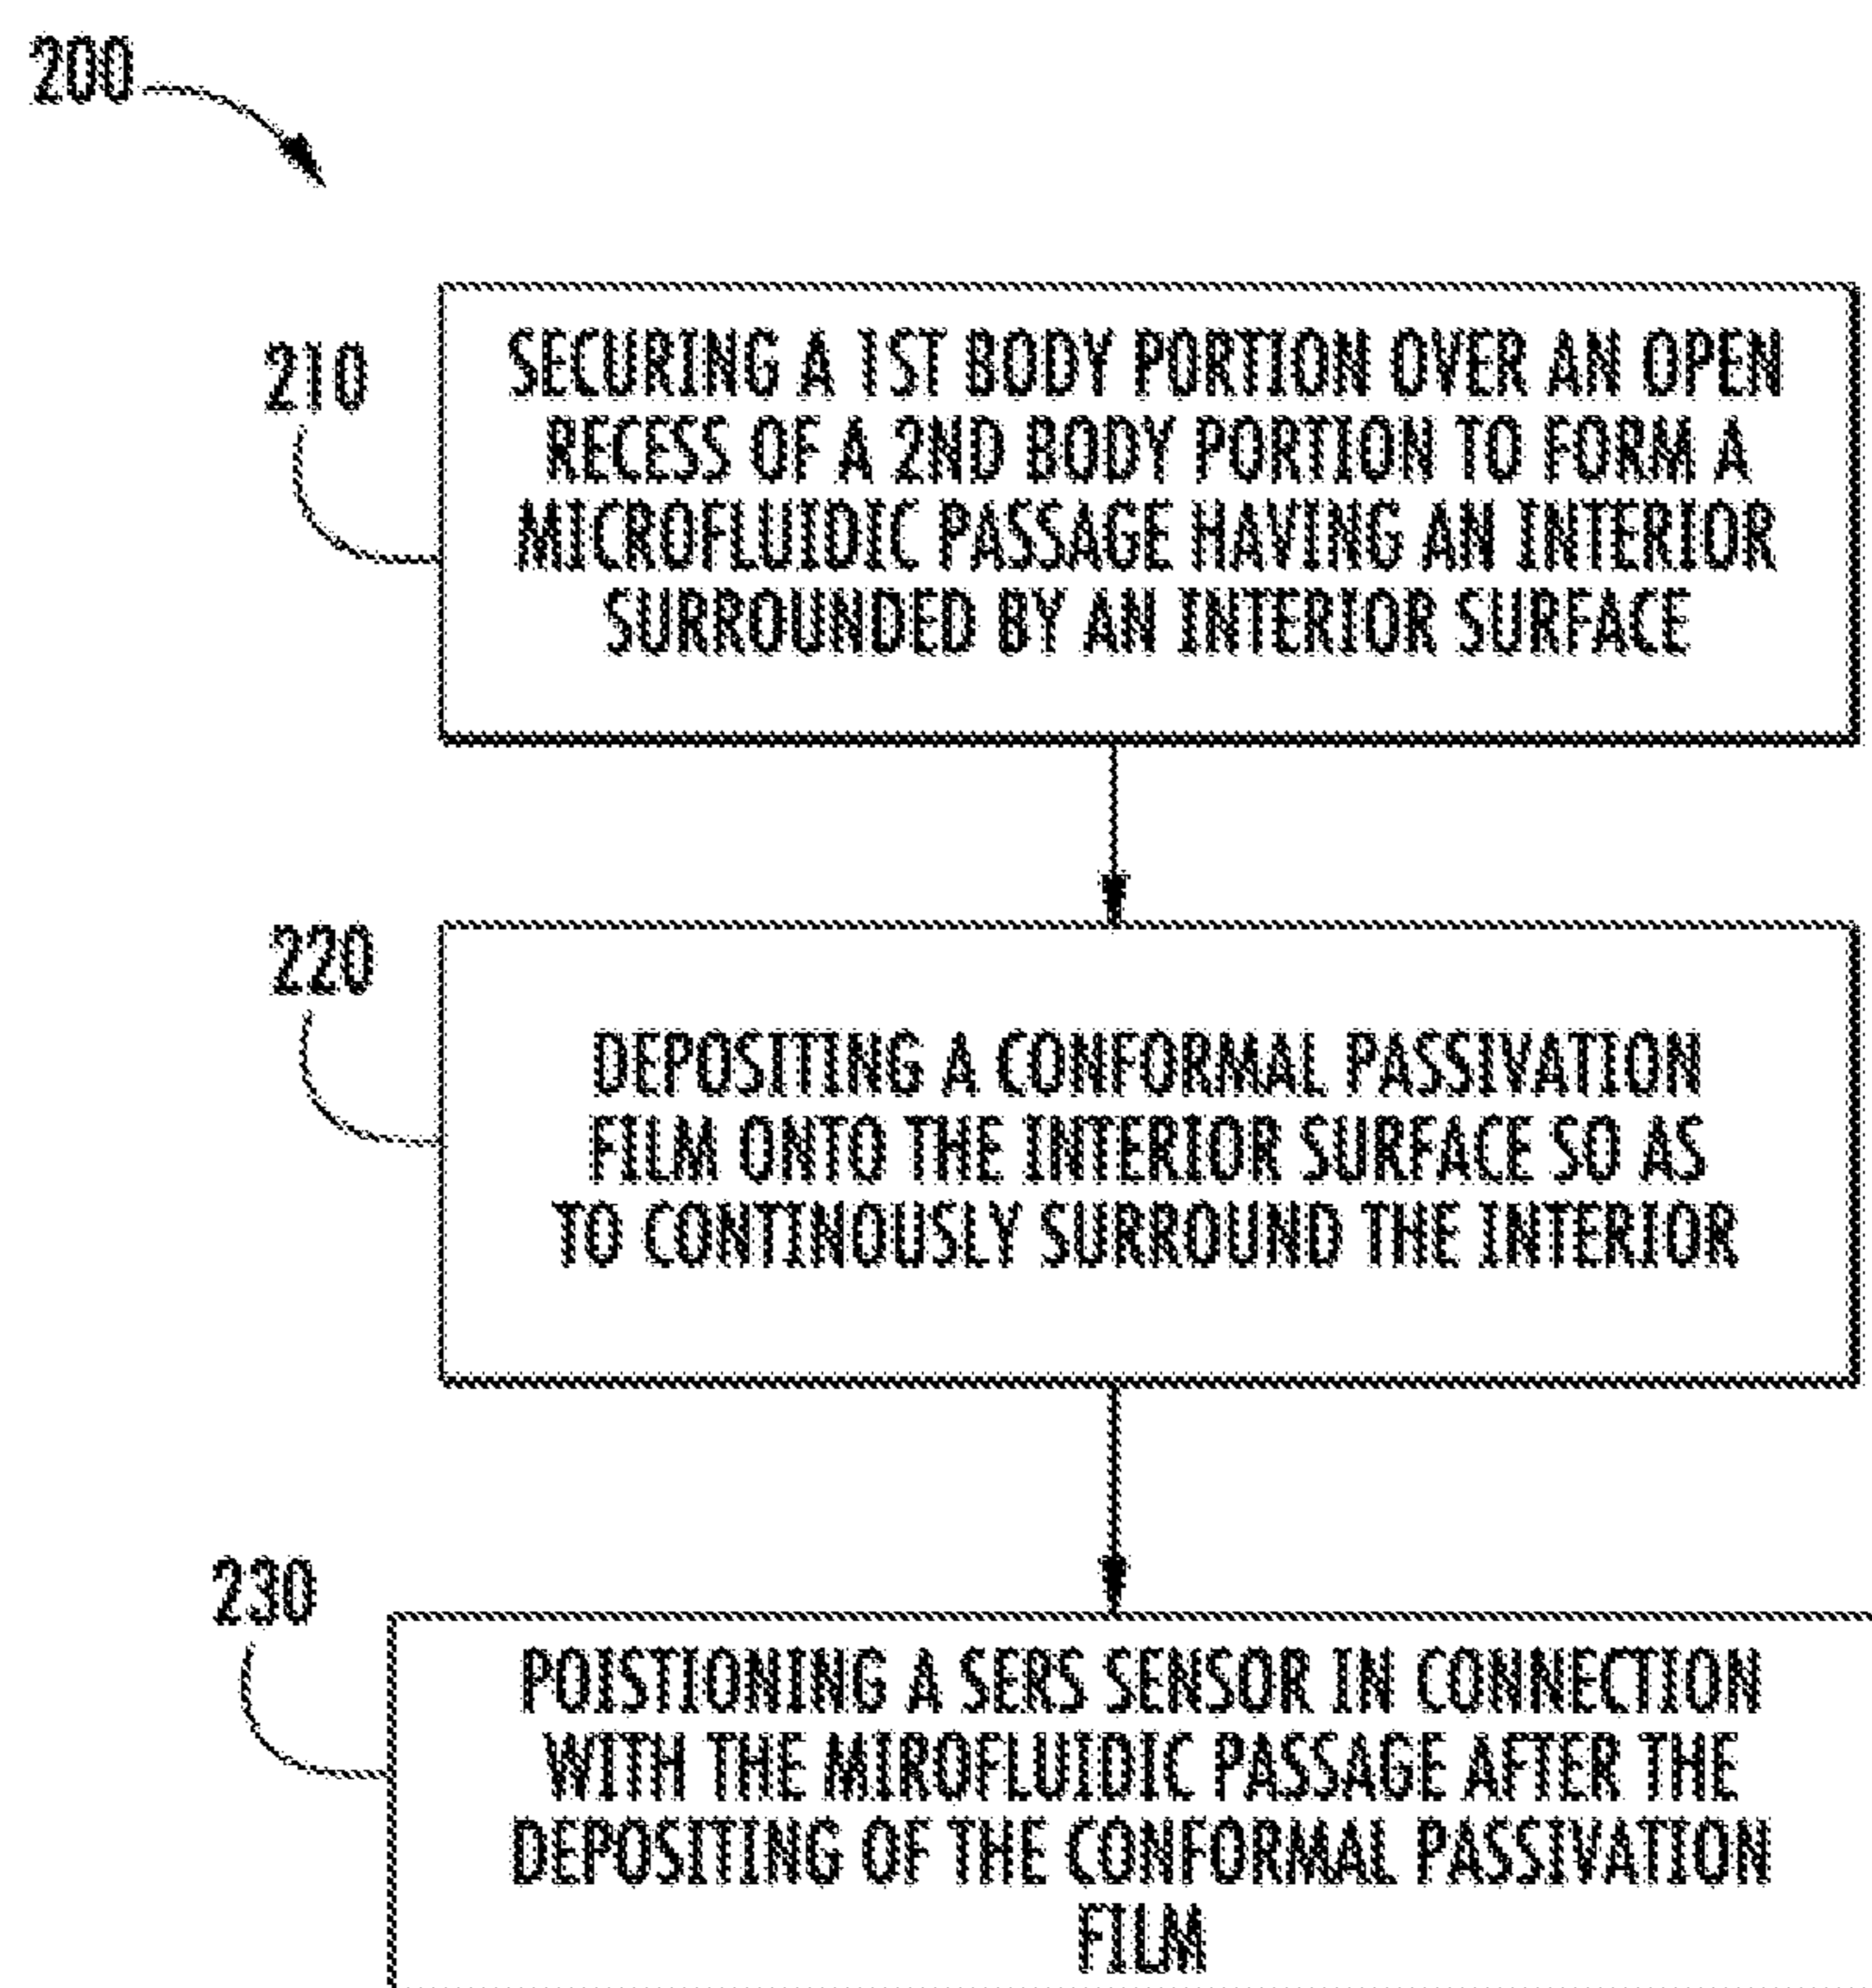 200
210
SECURING A 1ST BODY PORTION OVER AN OPEN
RECESS OF A 2ND BODY PORTION TO FORM A
MICROFLUIDIC PASSAGE HAVING AN INTERIOR
SURROUNDED BY AN INTERIOR SURFACE
220
DEPOSITING A CONFORMAL PASSIVATION
FILM ONTO THE INTERIOR SURFACE SO AS
TO CONTINOUSLY SURROUND THE INTERIOR
230
POISTIONING A SERS SENSOR IN CONNECTION
WITH THE MIROFLUIDIC PASSAGE AFTER THE
DEPOSITING OF THE CONFORMAL PASSIVATION
FILM